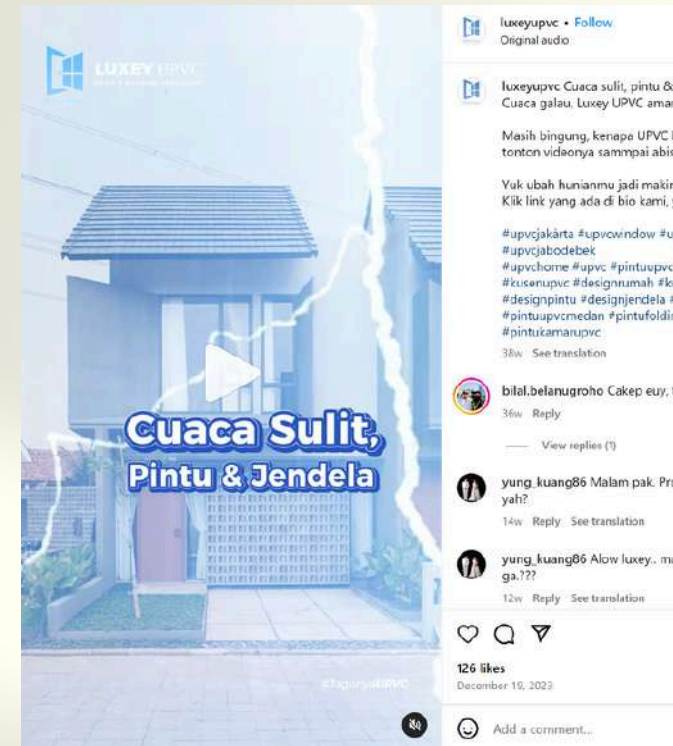 LUXEY UPVC
Cuaca Sulit,
Pintu & Jendela
luxeyupvc • Follow
Original audio
luxeyupvc Cuaca sulit, pintu &
Cuaca galau, Luxey UPVC aman
Masih bingung, kenapa UPVC
tonton videonya sammpai abis
Yuk ubah hunianmu jadi makin
Klik link yang ada di bio kami,
#upvcjakarta #upvcwindow
#upvcjabodebek
#upvchome #upvc #pintuupvc
#kusenupvc #designrumah
#designpintu #designjendela
#pintuupvcmedan
#pintukamarupvc
38w See translation
bilal.belanugroho Cakep euy,
36w Reply
View replies (1)
yung_kuang86 Malam pak.
yah?
14w Reply See translation
yung_kuang86 Alow luxey..
ga.???
12w Reply See translation
126 likes
December 19, 2023
Add a comment...